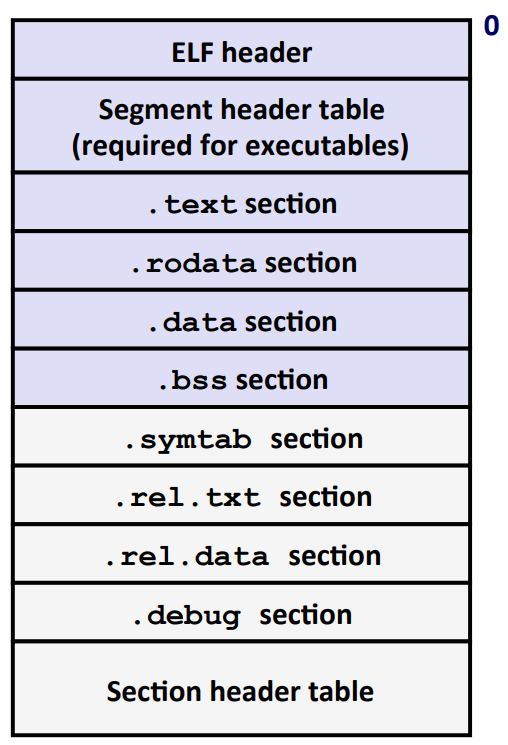 0
ELF header
Segment header table
(required for executables)
.text section
.rodata section
.data section
.bss section
.symtab section
.rel.txt section
.rel.data section
.debug section
Section header table